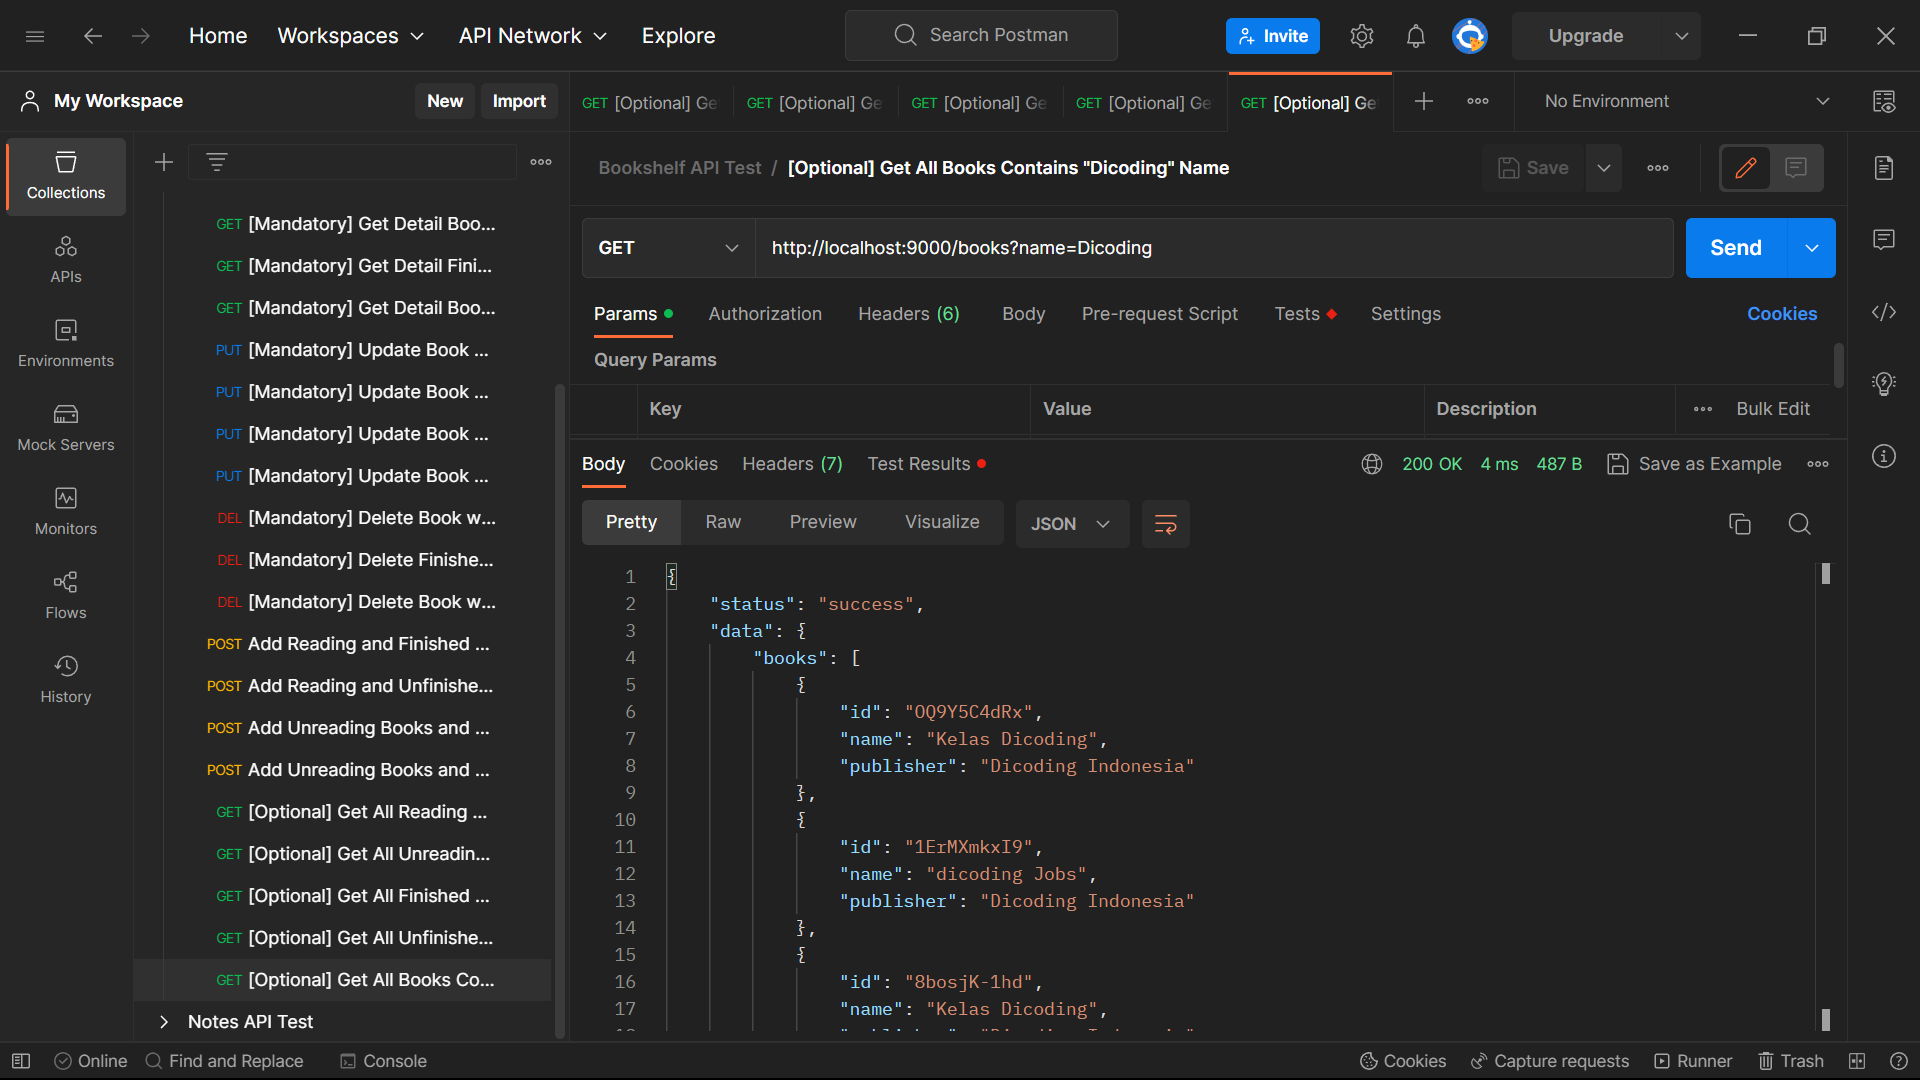 Home
Workspaces
API Network
Explore
Search Postman
Invite
Upgrade
My Workspace
New
Import
GET [Optional] Ge
GET [Optional] Ge
GET [Optional] Ge
GET [Optional] Ge
GET [Optional] Ge
No Environment
Collections
APIs
Environments
Mock Servers
Monitors
Flows
History
GET [Mandatory] Get Detail Boo...
GET [Mandatory] Get Detail Fini...
GET [Mandatory] Get Detail Boo...
PUT [Mandatory] Update Book ...
PUT [Mandatory] Update Book ...
PUT [Mandatory] Update Book ...
PUT [Mandatory] Update Book ...
DEL [Mandatory] Delete Book w...
DEL [Mandatory] Delete Finishe...
DEL [Mandatory] Delete Book w...
POST Add Reading and Finished ...
POST Add Reading and Unfinishe...
POST Add Unreading Books and ...
POST Add Unreading Books and ...
GET [Optional] Get All Reading ...
GET [Optional] Get All Unreadin...
GET [Optional] Get All Finished ...
GET [Optional] Get All Unfinishe...
GET [Optional] Get All Books Co...
Notes API Test
Bookshelf API Test / [Optional] Get All Books Contains "Dicoding" Name
Save
GET
http://localhost:9000/books?name=Dicoding
Send
Params
Authorization
Headers (6)
Body
Pre-request Script
Tests
Settings
Cookies
Query Params
Key
Value
Description
Bulk Edit
Body
Cookies
Headers (7)
Test Results
200 OK
4 ms
487 B
Save as Example
Pretty
Raw
Preview
Visualize
JSON
1 {
2 "status": "success",
3 "data": {
4 "books": [
5 {
6 "id": "OQ9Y5C4dRx",
7 "name": "Kelas Dicoding",
8 "publisher": "Dicoding Indonesia"
9 },
10 {
11 "id": "1ErMXmkxI9",
12 "name": "dicoding Jobs",
13 "publisher": "Dicoding Indonesia"
14 },
15 {
16 "id": "8bosjK-1hd",
17 "name": "Kelas Dicoding",
Online
Find and Replace
Console
Cookies
Capture requests
Runner
Trash